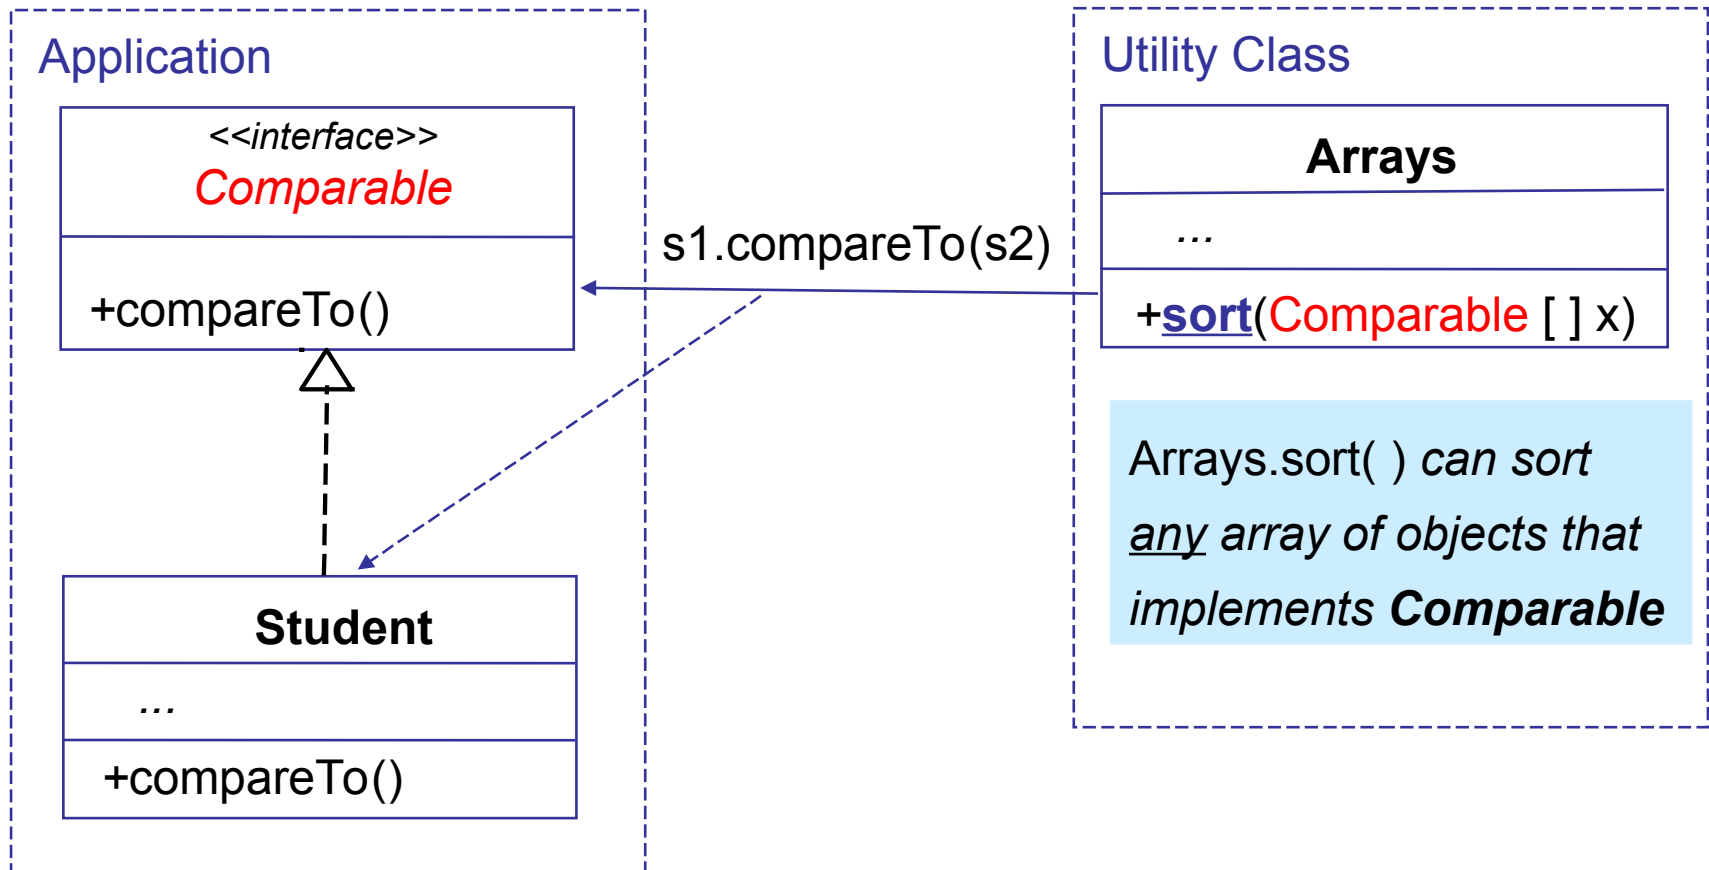 Application
<<interface>>
Comparable
+compareTo()
Student
...
+compareTo()
s1.compareTo(s2)
Utility Class
Arrays
...
+sort(Comparable [ ] x)
Arrays.sort( ) can sort
any array of objects that
implements Comparable